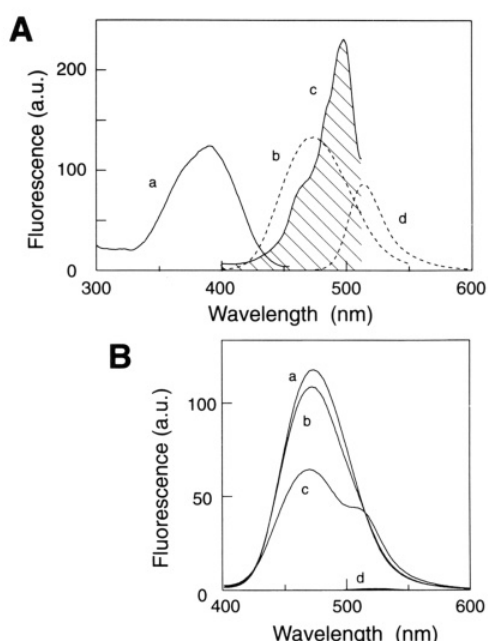 A
Fluorescence (a.u.)
200
100
0
a
b
c
d
300
400
500
600
Wavelength (nm)
B
Fluorescence (a.u.)
100
50
0
a
b
c
d
400
500
600
Wavelength (nm)